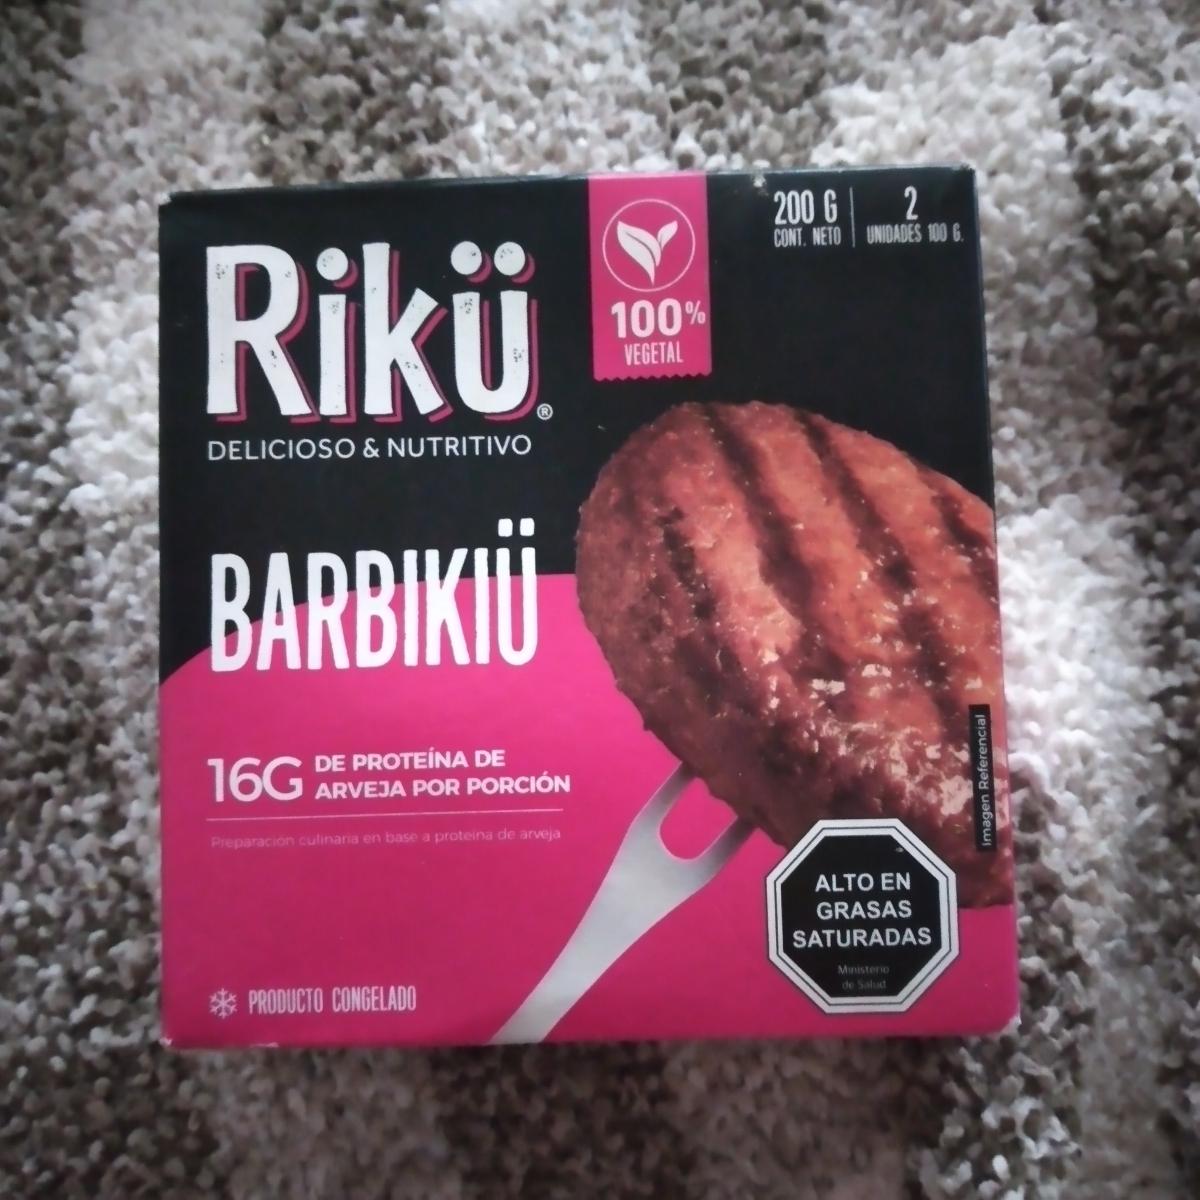 Rikü®
DELICIOSO & NUTRITIVO
100%
VEGETAL
200 G
CONT. NETO
2
UNIDADES 100 G.
BARBIKIÜ
16G DE PROTEÍNA DE
ARVEJA POR PORCIÓN
Preparación culinaria en base a proteína de arveja
Imagen Referencial
ALTO EN
GRASAS
SATURADAS
Ministerio
de Salud
PRODUCTO CONGELADO